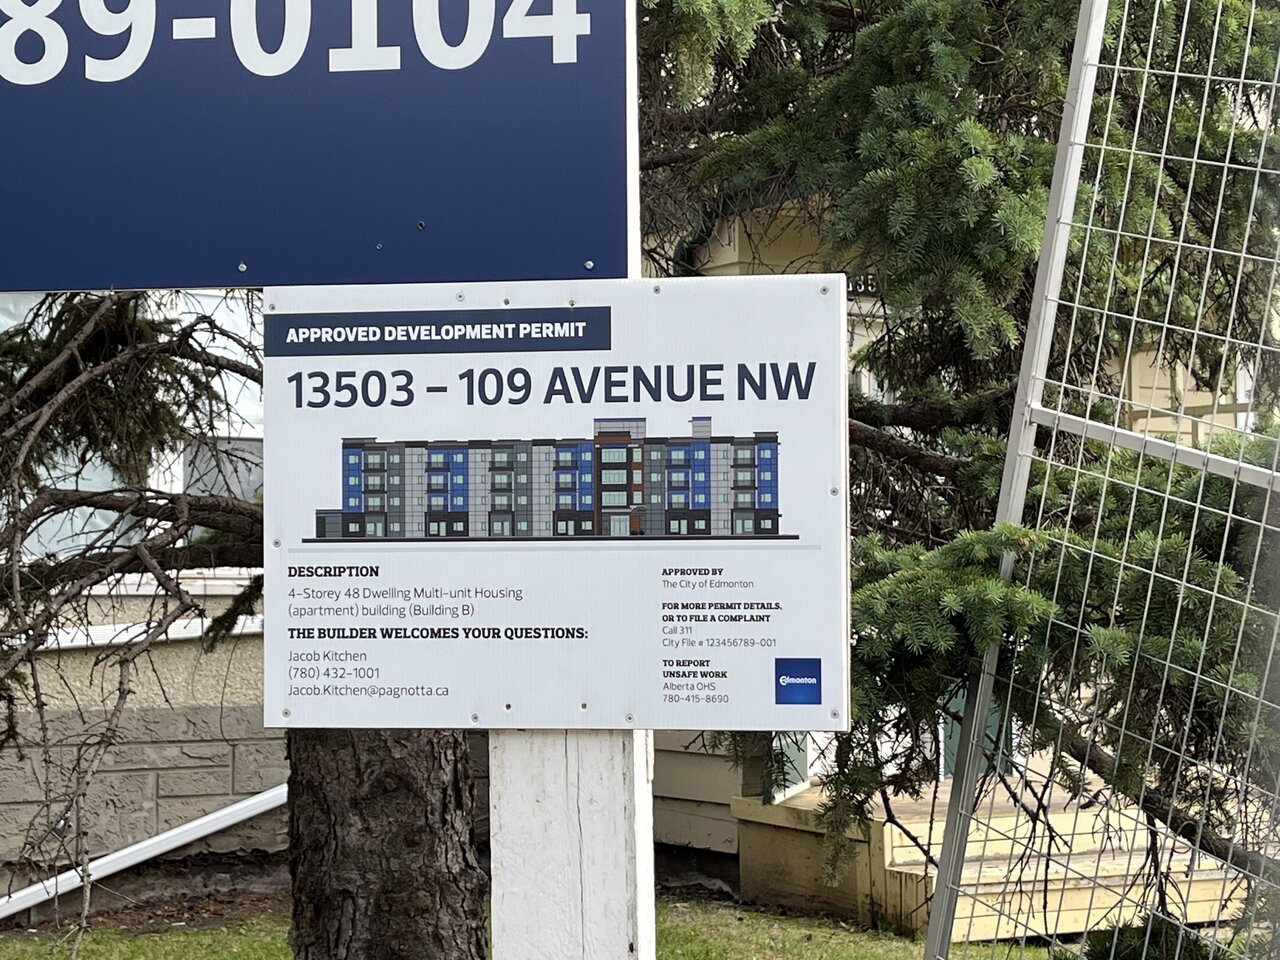 89-0104
APPROVED DEVELOPMENT PERMIT
13503 – 109 AVENUE NW
DESCRIPTION
4-Storey 48 Dwelling Multi-unit Housing
(apartment) building (Building B)
THE BUILDER WELCOMES YOUR QUESTIONS:
Jacob Kitchen
(780) 432-1001
Jacob.Kitchen@pagnotta.ca
APPROVED BY
The City of Edmonton
FOR MORE PERMIT DETAILS,
OR TO FILE A COMPLAINT
Call 311
City File # 123456789-001
TO REPORT
UNSAFE WORK
Alberta OHS
780-415-8690
Edmonton